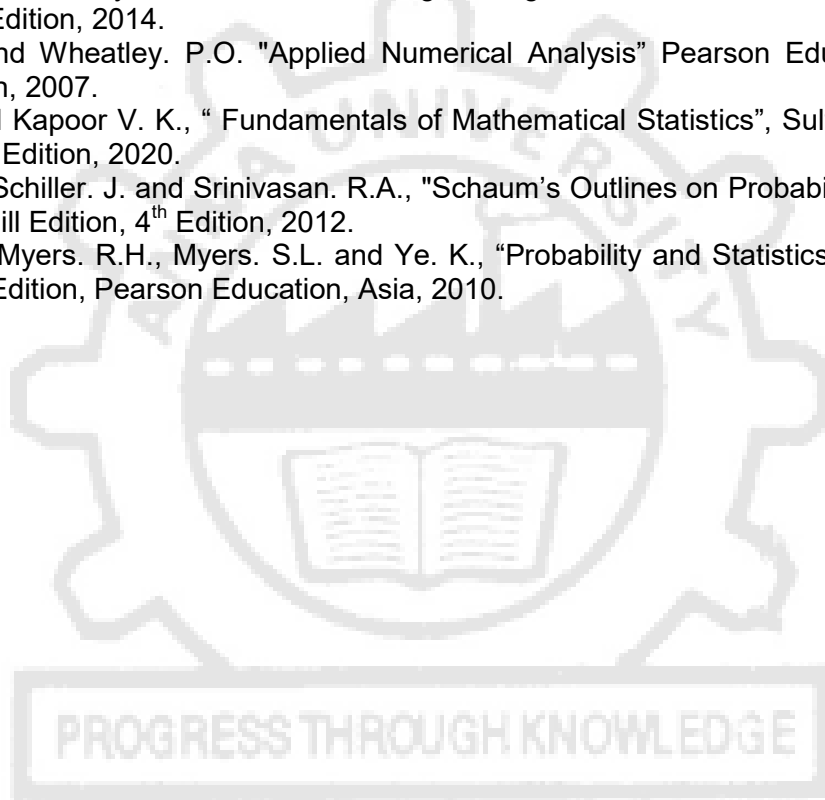 Edition, 2014.
nd Wheatley. P.O. "Applied Numerical Analysis” Pearson Edu
n, 2007.
Kapoor V. K., “ Fundamentals of Mathematical Statistics”, Sul
Edition, 2020.
Schiller. J. and Srinivasan. R.A., "Schaum’s Outlines on Probabi
ill Edition, 4th Edition, 2012.
Myers. R.H., Myers. S.L. and Ye. K., “Probability and Statistics
Edition, Pearson Education, Asia, 2010.
UNIVERSITY
PROGRESS THROUGH KNOWLEDGE